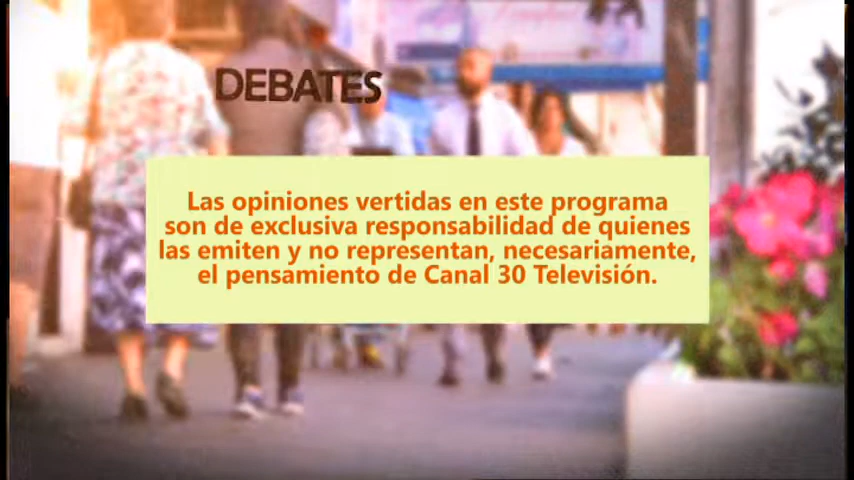 DEBATES
Las opiniones vertidas en este programa
son de exclusiva responsabilidad de quienes
las emiten y no representan, necesariamente,
el pensamiento de Canal 30 Televisión.